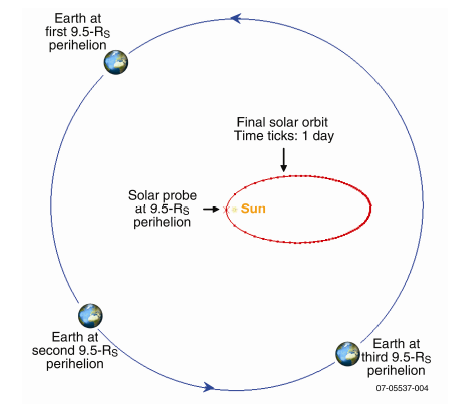 Earth at
first 9.5-RS
perihelion
Final solar orbit
Time ticks: 1 day
Solar probe
at 9.5-RS
perihelion
Sun
Earth at
second 9.5-RS
perihelion
Earth at
third 9.5-RS
perihelion
07-05537-004